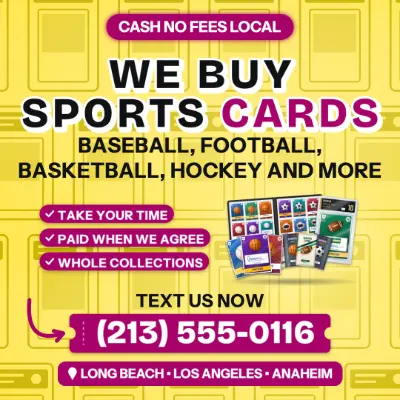 CASH NO FEES LOCAL
WE BUY
SPORTS CARDS
BASEBALL, FOOTBALL,
BASKETBALL, HOCKEY AND MORE
✓ TAKE YOUR TIME
✓ PAID WHEN WE AGREE
✓ WHOLE COLLECTIONS
10
TEXT US NOW
(213) 555-0116
LONG BEACH • LOS ANGELES • ANAHEIM